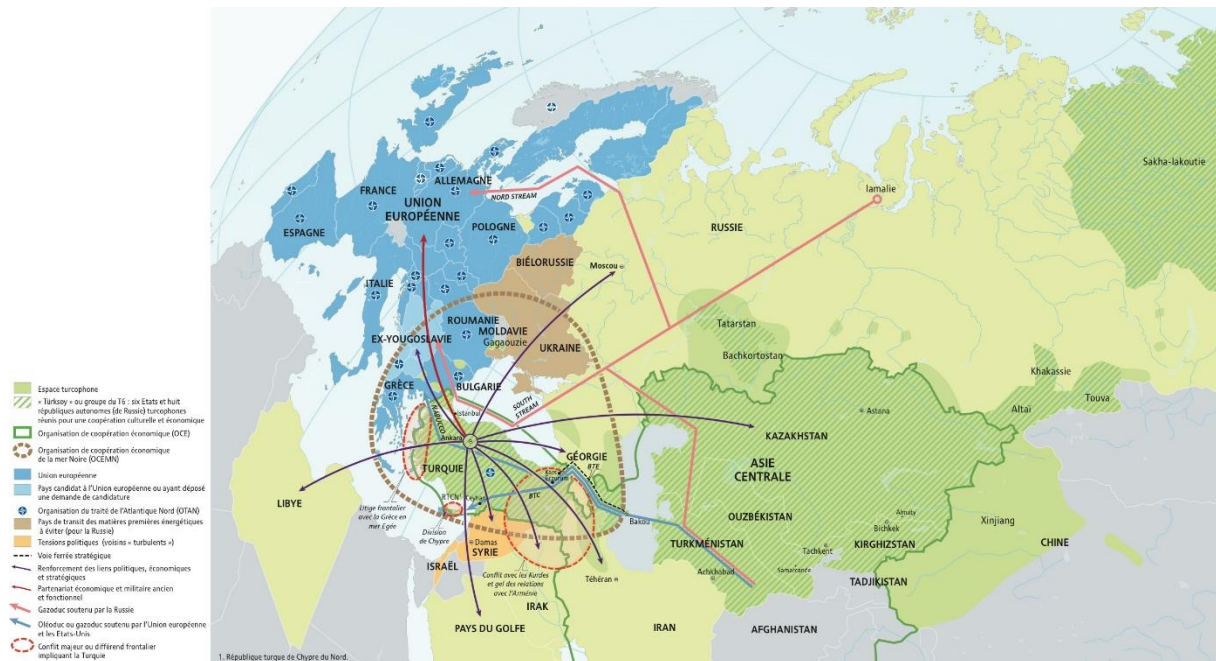 Sakha-Iakoutie
Iamalie
ALLEMAGNE
FRANCE
NORD STREAM
UNION
EUROPÉENNE
RUSSIE
ESPAGNE
POLOGNE
BIÉLORUSSIE
Moscou
ITALIE
ROUMANIE
MOLDAVIE
Gagaouzie
EX-YOUGOSLAVIE
UKRAINE
Tatarstan
Bachkortostan
Khakassie
Altaï
Touva
GRÈCE
BULGARIE
SOUTH
STREAM
NABUCCO
Istanbul
Ankara
Astana
KAZAKHSTAN
GÉORGIE
BTE
ASIE
CENTRALE
TURQUIE
Kars
Erzurum
BTC
RTCN¹
Ceyhan
Bakou
LIBYE
Litige frontalier
avec la Grèce en
mer Égée
Division
de Chypre
OUZBÉKISTAN
Almaty
Bichkek
Xinjiang
TURKMÉNISTAN
KIRGHIZSTAN
CHINE
Damas
SYRIE
Tachkent
Achkhabad
Samarcande
ISRAËL
Téhéran
TADJIKISTAN
Conflit avec les Kurdes
et gel des relations
avec l'Arménie
IRAK
PAYS DU GOLFE
IRAN
AFGHANISTAN
1. République turque de Chypre du Nord.
Espace turcophone
« Türksoy » ou groupe du T6 : six Etats et huit
républiques autonomes (de Russie) turcophones
réunis pour une coopération culturelle et économique
Organisation de coopération économique (OCE)
Organisation de coopération économique
de la mer Noire (OCEMN)
Union européenne
Pays candidat à l'Union européenne ou ayant déposé
une demande de candidature
Organisation du traité de l'Atlantique Nord (OTAN)
Pays de transit des matières premières énergétiques
à éviter (pour la Russie)
Tensions politiques (voisins « turbulents »)
Voie ferrée stratégique
Renforcement des liens politiques, économiques
et stratégiques
Partenariat économique et militaire ancien
et fonctionnel
Gazoduc soutenu par la Russie
Oléoduc ou gazoduc soutenu par l'Union européenne
et les Etats-Unis
Conflit majeur ou différend frontalier
impliquant la Turquie